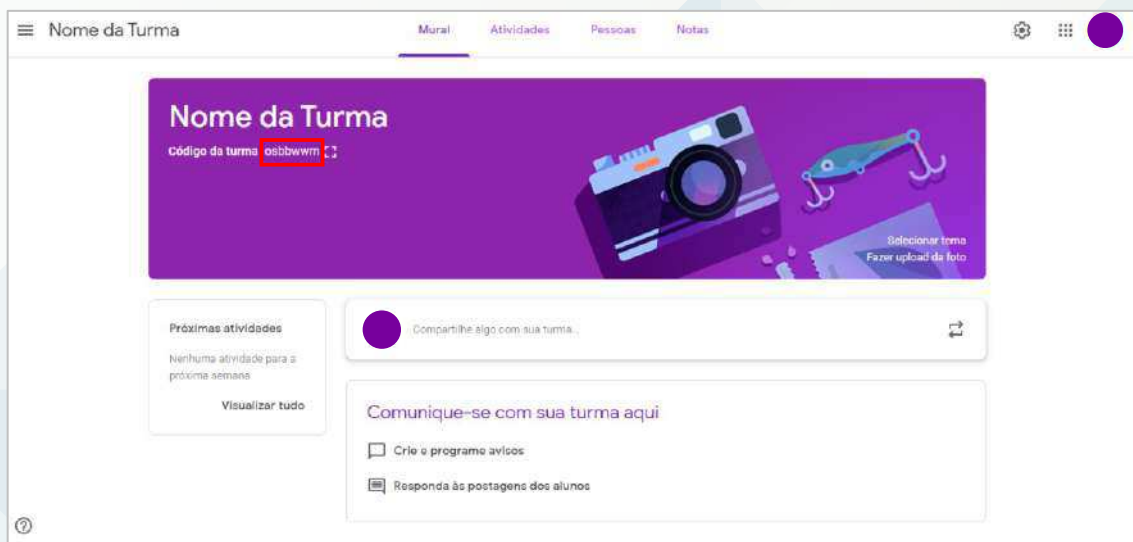 Nome da Turma
Mural Atividades Pessoas Notas
Nome da Turma
Código da turma osbbwwm
Selecionar tema
Fazer upload da foto
Próximas atividades
Nenhuma atividade para a
próxima semana
Visualizar tudo
Compartilhe algo com sua turma...
Comunique-se com sua turma aqui
Crie e programe avisos
Responda às postagens dos alunos